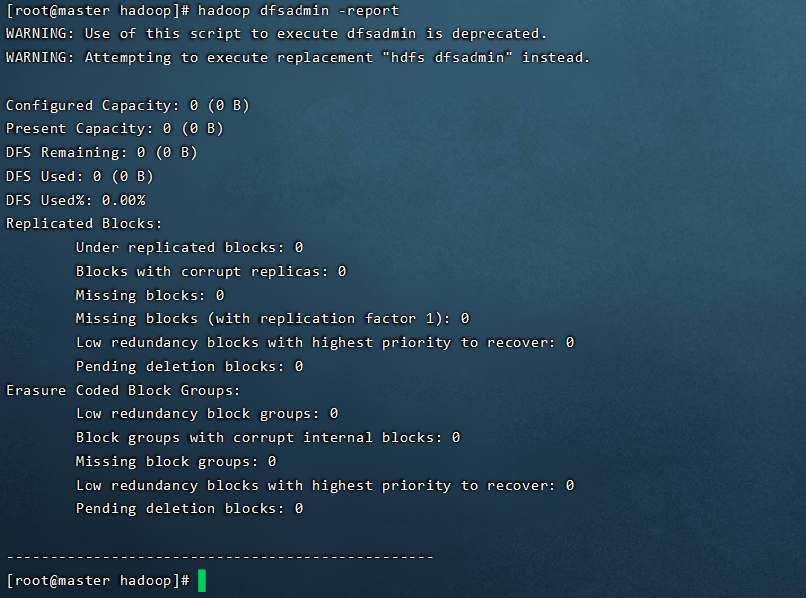 [root@master hadoop]# hadoop dfsadmin -report
WARNING: Use of this script to execute dfsadmin is deprecated.
WARNING: Attempting to execute replacement "hdfs dfsadmin" instead.

Configured Capacity: 0 (0 B)
Present Capacity: 0 (0 B)
DFS Remaining: 0 (0 B)
DFS Used: 0 (0 B)
DFS Used%: 0.00%
Replicated Blocks:
        Under replicated blocks: 0
        Blocks with corrupt replicas: 0
        Missing blocks: 0
        Missing blocks (with replication factor 1): 0
        Low redundancy blocks with highest priority to recover: 0
        Pending deletion blocks: 0
Erasure Coded Block Groups:
        Low redundancy block groups: 0
        Block groups with corrupt internal blocks: 0
        Missing block groups: 0
        Low redundancy blocks with highest priority to recover: 0
        Pending deletion blocks: 0

-------------------------------------------------
[root@master hadoop]#